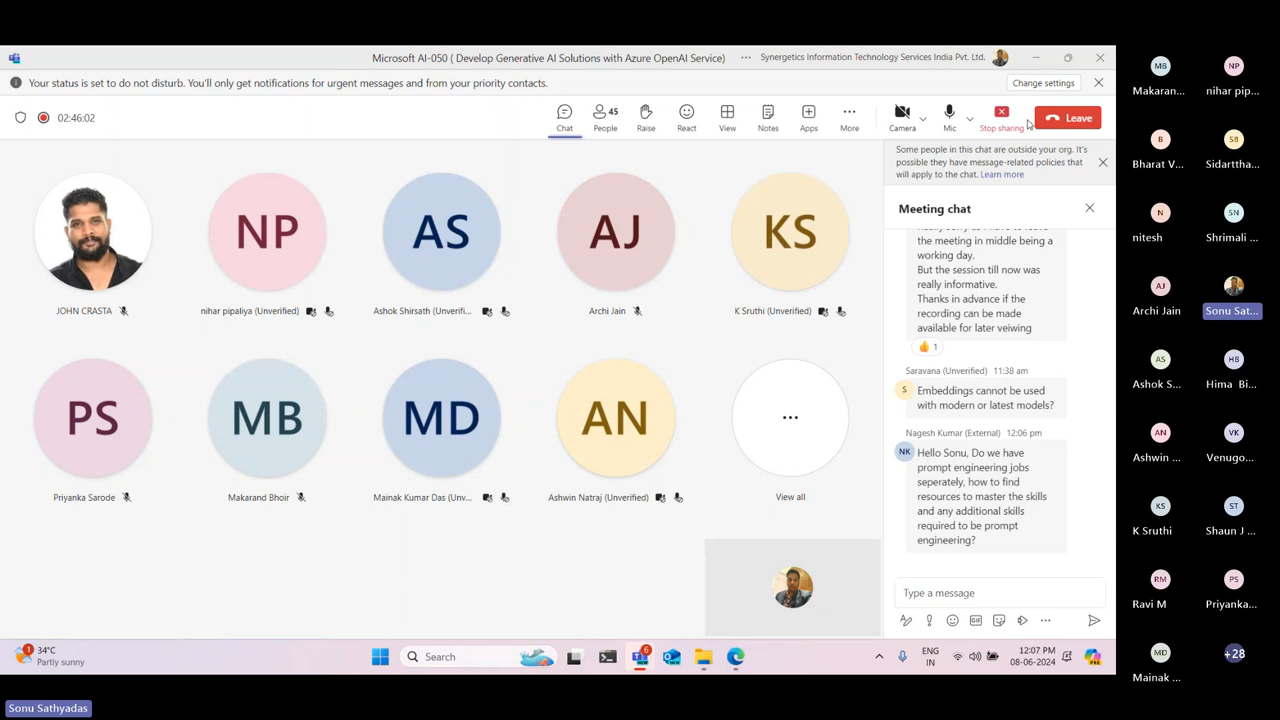 Microsoft AI-050 ( Develop Generative AI Solutions with Azure OpenAI Service)
Synergetics Information Technology Services India Pvt. Ltd.
Your status is set to do not disturb. You'll only get notifications for urgent messages and from your priority contacts.
Change settings
02:46:02
Chat
45
People
Raise
React
View
Notes
Apps
More
Camera
Mic
Stop sharing
Leave
Some people in this chat are outside your org. It's
possible they have message-related policies that
will apply to the chat. Learn more
Meeting chat
the meeting in middle being a
working day.
But the session till now was
really informative.
Thanks in advance if the
recording can be made
available for later veiwing
1
Saravana (Unverified) 11:38 am
S
Embeddings cannot be used
with modern or latest models?
Nagesh Kumar (External) 12:06 pm
NK
Hello Sonu, Do we have
prompt engineering jobs
seperately, how to find
resources to master the skills
and any additional skills
required to be prompt
engineering?
Type a message
GIF
JOHN CRASTA
NP
nihar pipaliya (Unverified)
AS
Ashok Shirsath (Unverifi...
AJ
Archi Jain
KS
K Sruthi (Unverified)
PS
Priyanka Sarode
MB
Makarand Bhoir
MD
Mainak Kumar Das (Unv...
AN
Ashwin Natraj (Unverified)
...
View all
1
34°C
Partly sunny
Search
6
NEW
NEW
ENG
IN
12:07 PM
08-06-2024
PRE
MB
Makaran...
NP
nihar pip...
B
Bharat V...
SB
Sidarttha...
N
nitesh
SN
Shrimali ...
AJ
Archi Jain
Sonu Sat...
AS
Ashok S...
HB
Hima Bi...
AN
Ashwin ...
VK
Venugo...
KS
K Sruthi
ST
Shaun J ...
RM
Ravi M
PS
Priyanka...
MD
Mainak ...
+28
Sonu Sathyadas